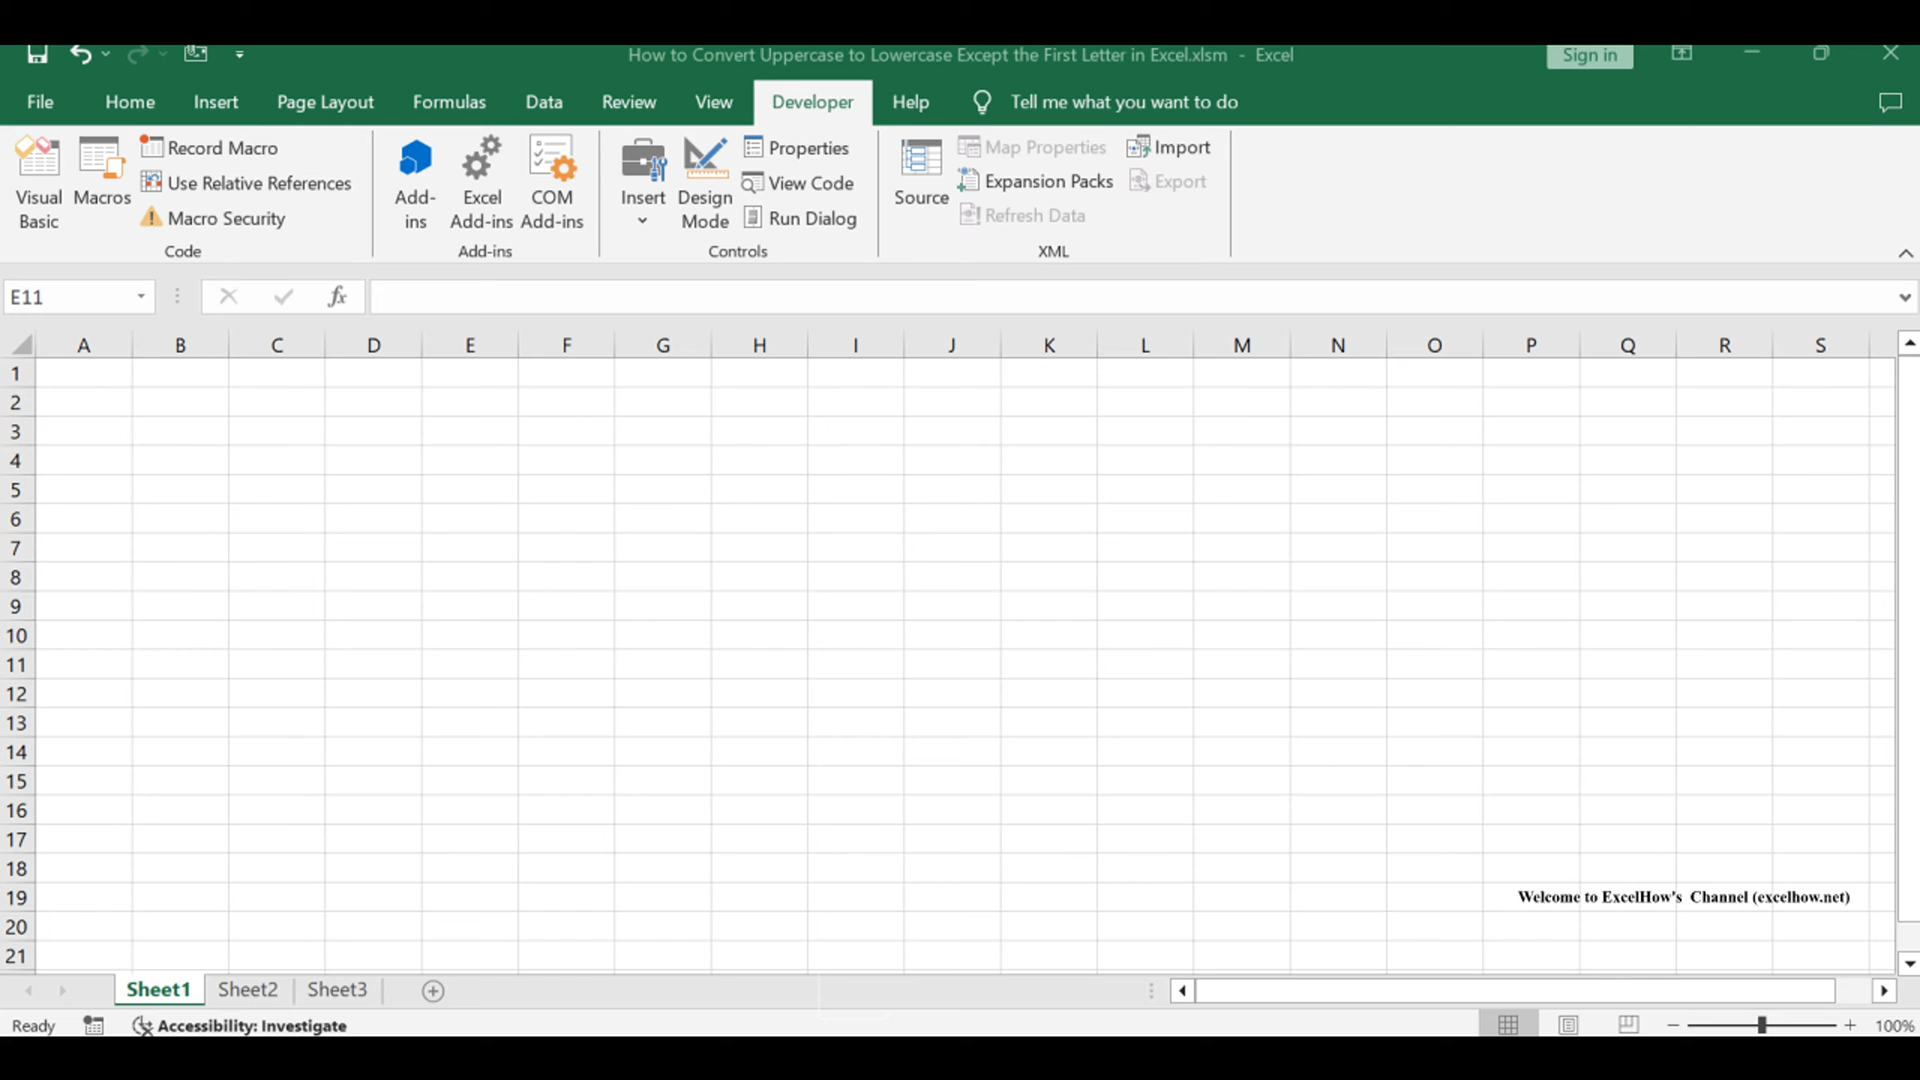 How to Convert Uppercase to Lowercase Except the First Letter in Excel.xlsm - Excel
Sign in
File Home Insert Page Layout Formulas Data Review View Developer Help Tell me what you want to do
Visual Basic
Macros
Record Macro
Use Relative References
Macro Security
Code
Add-ins
Excel Add-ins
COM Add-ins
Add-ins
Insert
Design Mode
Properties
View Code
Run Dialog
Controls
Source
Map Properties
Expansion Packs
Refresh Data
Import
Export
XML
E11
fx
A B C D E F G H I J K L M N O P Q R S
1
2
3
4
5
6
7
8
9
10
11
12
13
14
15
16
17
18
19
Welcome to ExcelHow's Channel (excelhow.net)
20
21
Sheet1 Sheet2 Sheet3
Ready
Accessibility: Investigate
100%